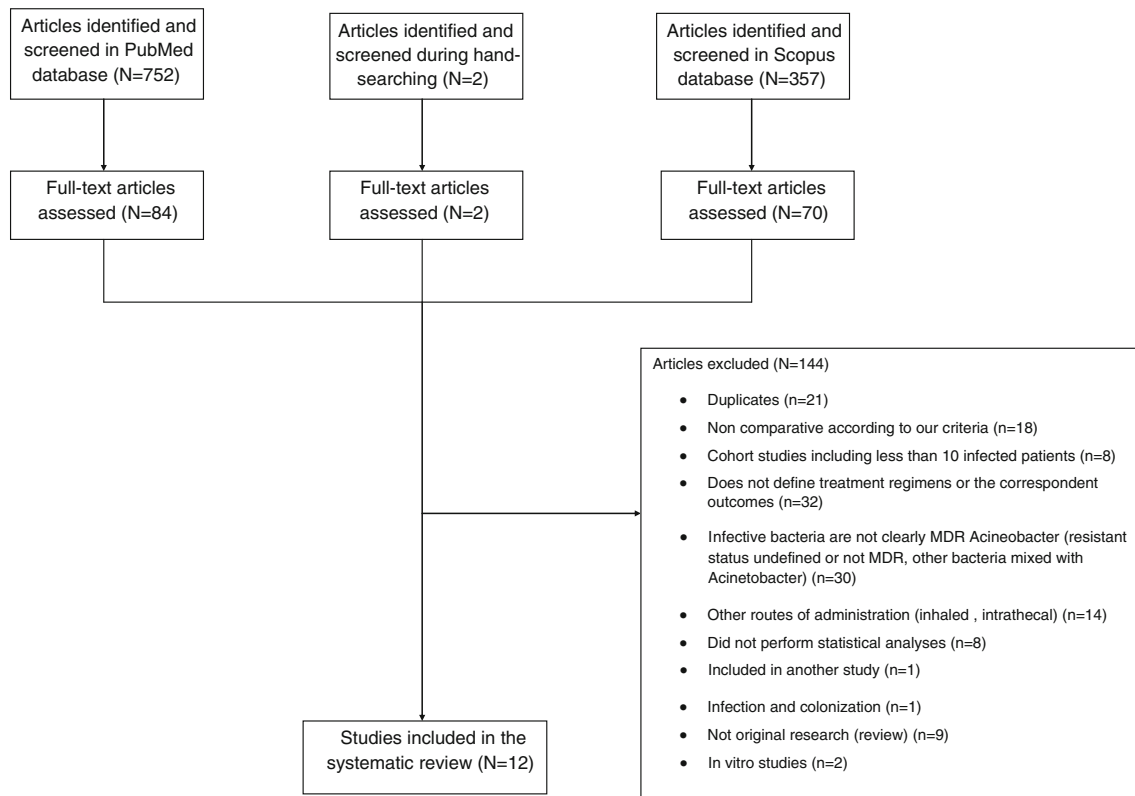 Articles identified and
screened in PubMed
database (N=752)
Articles identified
and screened
during hand-
searching (N=2)
Articles identified and
screened in Scopus
database (N=357)
Full-text articles
assessed (N=84)
Full-text articles
assessed (N=2)
Full-text articles
assessed (N=70)
Articles excluded (N=144)
• Duplicates (n=21)
• Non comparative according to our criteria (n=18)
• Cohort studies including less than 10 infected patients (n=8)
• Does not define treatment regimens or the correspondent
outcomes (n=32)
• Infective bacteria are not clearly MDR Acineobacter (resistant
status undefined or not MDR, other bacteria mixed with
Acinetobacter) (n=30)
• Other routes of administration (inhaled , intrathecal) (n=14)
• Did not perform statistical analyses (n=8)
• Included in another study (n=1)
• Infection and colonization (n=1)
• Not original research (review) (n=9)
• In vitro studies (n=2)
Studies included in the
systematic review (N=12)